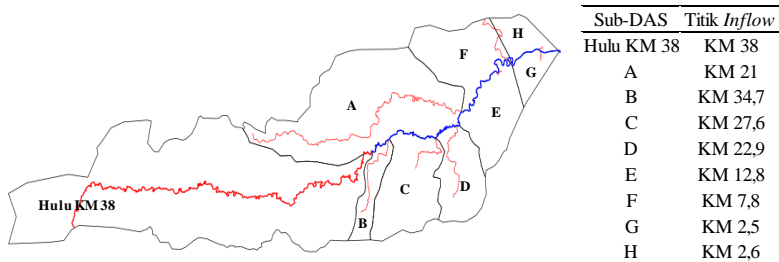 H
F
G
A
E
C
D
Hulu KM 38
B
Sub-DAS Titik Inflow
Hulu KM 38 KM 38
A KM 21
B KM 34,7
C KM 27,6
D KM 22,9
E KM 12,8
F KM 7,8
G KM 2,5
H KM 2,6